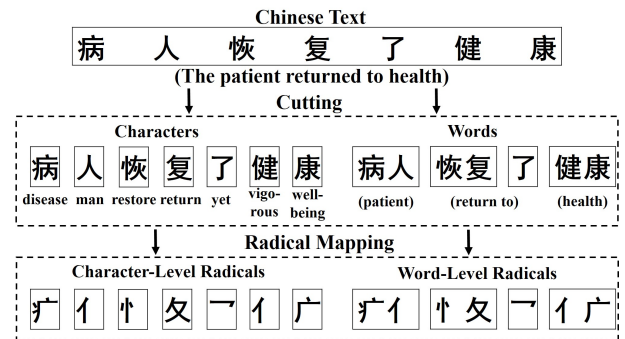 Chinese Text
病 人 恢 复 了 健 康
(The patient returned to health)
Cutting
Characters Words
病 人 恢 复 了 健 康 病人 恢复 了 健康
disease man restore return yet vigo-rous well-being (patient) (return to) (health)
Radical Mapping
Character-Level Radicals Word-Level Radicals
疒 亻 忄 夂 乛 亻 广 疒亻 忄夂 乛 亻广